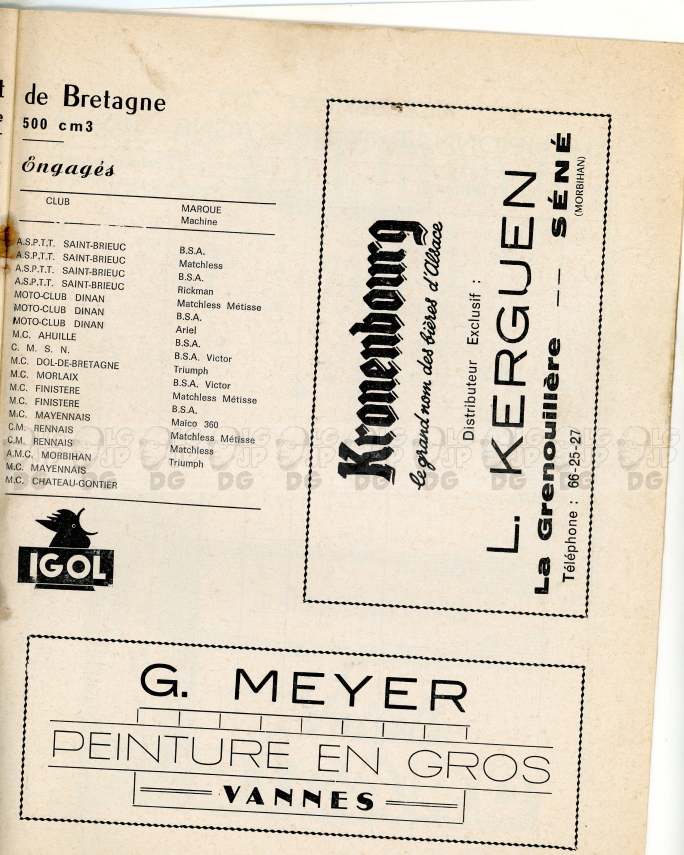 t de Bretagne
e 500 cm3
Engagés
CLUB MARQUE
Machine
A.S.P.T.T. SAINT-BRIEUC B.S.A.
A.S.P.T.T. SAINT-BRIEUC Matchless
A.S.P.T.T. SAINT-BRIEUC B.S.A.
A.S.P.T.T. SAINT-BRIEUC Rickman
MOTO-CLUB DINAN Matchless Métisse
MOTO-CLUB DINAN B.S.A.
MOTO-CLUB DINAN Ariel
M.C. AHUILLE B.S.A.
C. M. S. N. B.S.A. Victor
M.C. DOL-DE-BRETAGNE Triumph
M.C. MORLAIX B.S.A. Victor
M.C. FINISTERE Matchless Métisse
M.C. FINISTERE B.S.A.
M.C. MAYENNAIS Maïco 360
C.M. RENNAIS Matchless Métisse
C.M. RENNAIS Matchless
A.M.C. MORBIHAN Triumph
M.C. MAYENNAIS
M.C. CHATEAU-GONTIER
IGOL
Kronenbourg
le grand nom des bières d'Alsace
Distributeur Exclusif :
L. KERGUEN
La Grenouillère -- SÉNÉ
(MORBIHAN)
Téléphone : 66-25-27
G. MEYER
PEINTURE EN GROS
VANNES